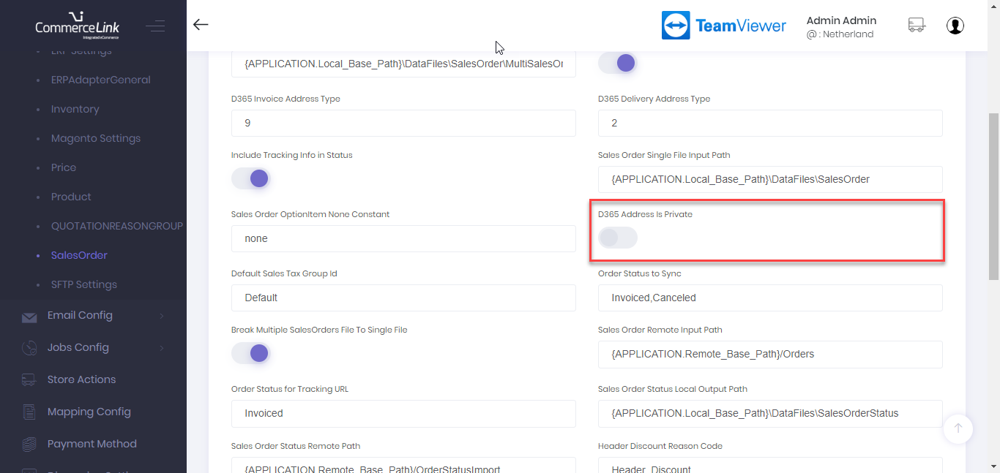 CommerceLink
Integrated eCommerce
ERP Settings
ERPAdapterGeneral
Inventory
Magento Settings
Price
Product
QUOTATIONREASONGROUP
SalesOrder
SFTP Settings
Email Config
Jobs Config
Store Actions
Mapping Config
Payment Method
TeamViewer
Admin Admin
@ : Netherland
{APPLICATION.Local_Base_Path}\DataFiles\SalesOrder\MultiSalesOr
D365 Invoice Address Type
9
D365 Delivery Address Type
2
Include Tracking Info in Status
Sales Order Single File Input Path
{APPLICATION.Local_Base_Path}\DataFiles\SalesOrder
Sales Order OptionItem None Constant
none
D365 Address Is Private
Default Sales Tax Group Id
Default
Order Status to Sync
Invoiced,Canceled
Break Multiple SalesOrders File To Single File
Sales Order Remote Input Path
{APPLICATION.Remote_Base_Path}/Orders
Order Status for Tracking URL
Invoiced
Sales Order Status Local Output Path
{APPLICATION.Local_Base_Path}\DataFiles\SalesOrderStatus
Sales Order Status Remote Path
{APPLICATION.Remote_Base_Path}/OrderStatusImport
Header Discount Reason Code
Header_Discount